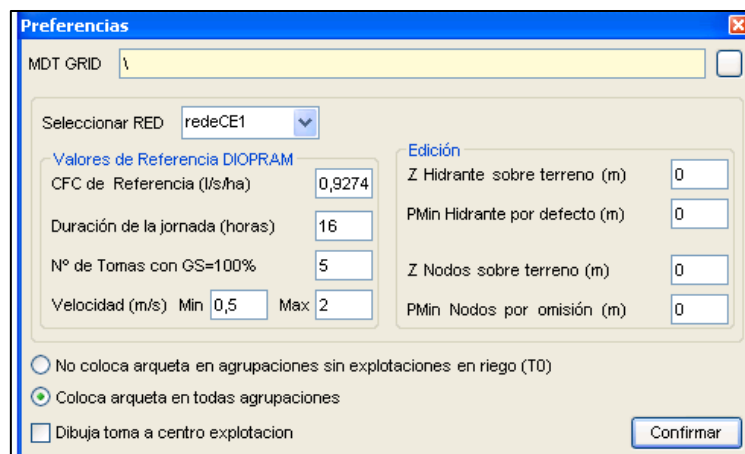 Preferencias
MDT GRID \
Seleccionar RED redeCE1
Valores de Referencia DIOPRAM
CFC de Referencia (l/s/ha) 0,9274
Duración de la jornada (horas) 16
Nº de Tomas con GS=100% 5
Velocidad (m/s) Min 0,5 Max 2
Edición
Z Hidrante sobre terreno (m) 0
PMin Hidrante por defecto (m) 0
Z Nodos sobre terreno (m) 0
PMin Nodos por omisión (m) 0
No coloca arqueta en agrupaciones sin explotaciones en riego (T0)
Coloca arqueta en todas agrupaciones
Dibuja toma a centro explotacion
Confirmar